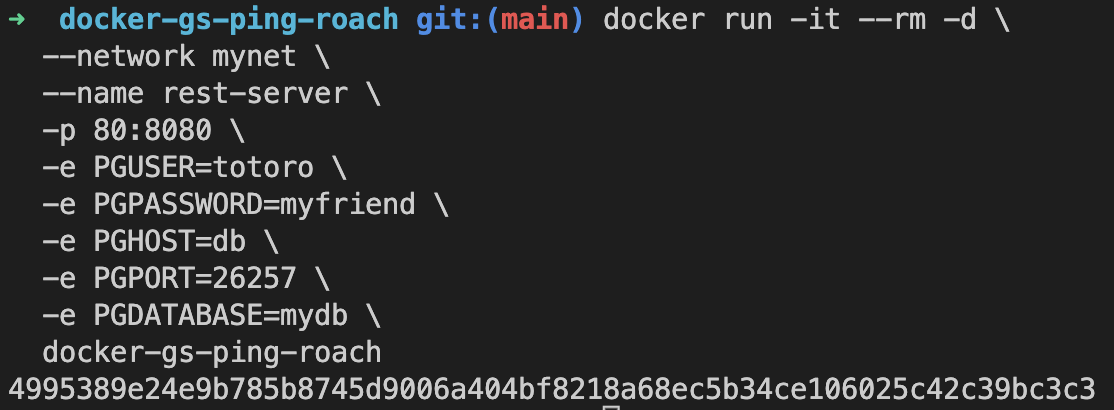 ➜ docker-gs-ping-roach git:(main) docker run -it --rm -d \
--network mynet \
--name rest-server \
-p 80:8080 \
-e PGUSER=totoro \
-e PGPASSWORD=myfriend \
-e PGHOST=db \
-e PGPORT=26257 \
-e PGDATABASE=mydb \
docker-gs-ping-roach
4995389e24e9b785b8745d9006a404bf8218a68ec5b34ce106025c42c39bc3c3